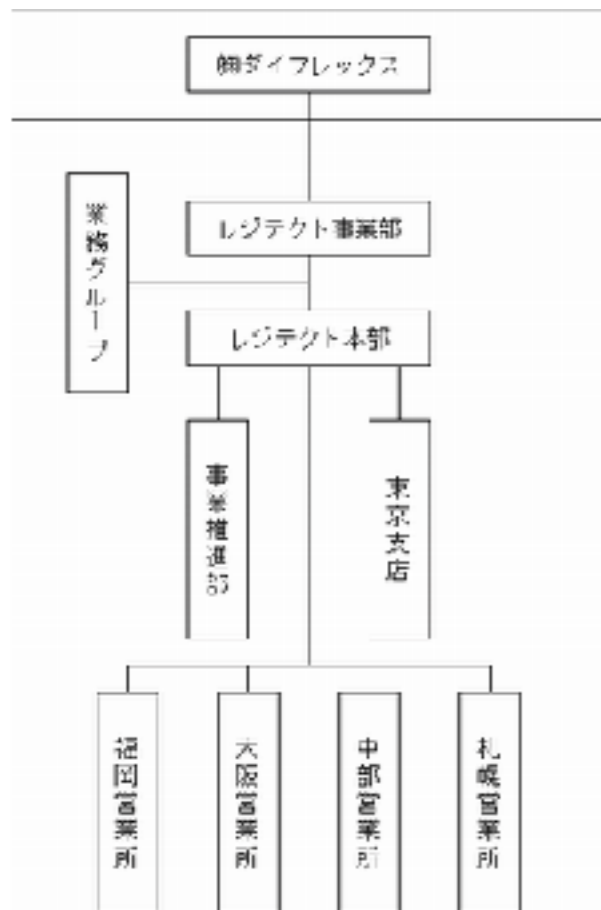 ㈱ダイフレックス
レジテクト事業部
業務グループ
レジテクト本部
事業推進部
東京支店
福岡営業所
大阪営業所
中部営業所
札幌営業所